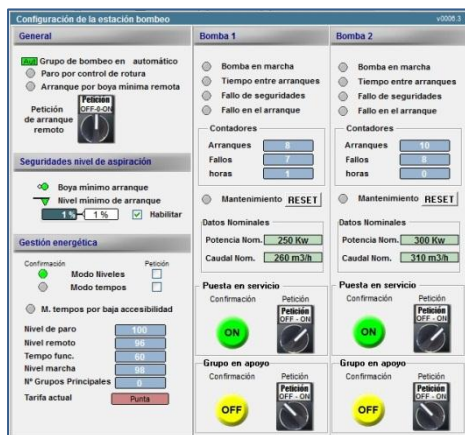 Configuración de la estación bombeo v0006.3
General
Aut Grupo de bombeo en automático
Paro por control de rotura
Arranque por boya mínima remota
Petición de arranque remoto
Petición
OFF-0-ON
Seguridades nivel de aspiración
Boya mínimo arranque
Nivel mínimo de arranque
1 % 1 % Habilitar
Gestión energética
Confirmación Petición
Modo Niveles
Modo tempos
M. tempos por baja accesibilidad
Nivel de paro 100
Nivel remoto 96
Tempo func. 60
Nivel marcha 98
Nº Grupos Principales 0
Tarifa actual Punta
Bomba 1
Bomba en marcha
Tiempo entre arranques
Fallo de seguridades
Fallo en el arranque
Contadores
Arranques 8
Fallos 7
horas 1
Mantenimiento RESET
Datos Nominales
Potencia Nom. 250 Kw
Caudal Nom. 260 m3/h
Puesta en servicio
Confirmación Petición
Petición
OFF - ON
ON
Grupo en apoyo
Confirmación Petición
Petición
OFF - ON
OFF
Bomba 2
Bomba en marcha
Tiempo entre arranques
Fallo de seguridades
Fallo en el arranque
Contadores
Arranques 10
Fallos 8
horas 0
Mantenimiento RESET
Datos Nominales
Potencia Nom. 300 Kw
Caudal Nom. 310 m3/h
Puesta en servicio
Confirmación Petición
Petición
OFF - ON
ON
Grupo en apoyo
Confirmación Petición
Petición
OFF - ON
OFF